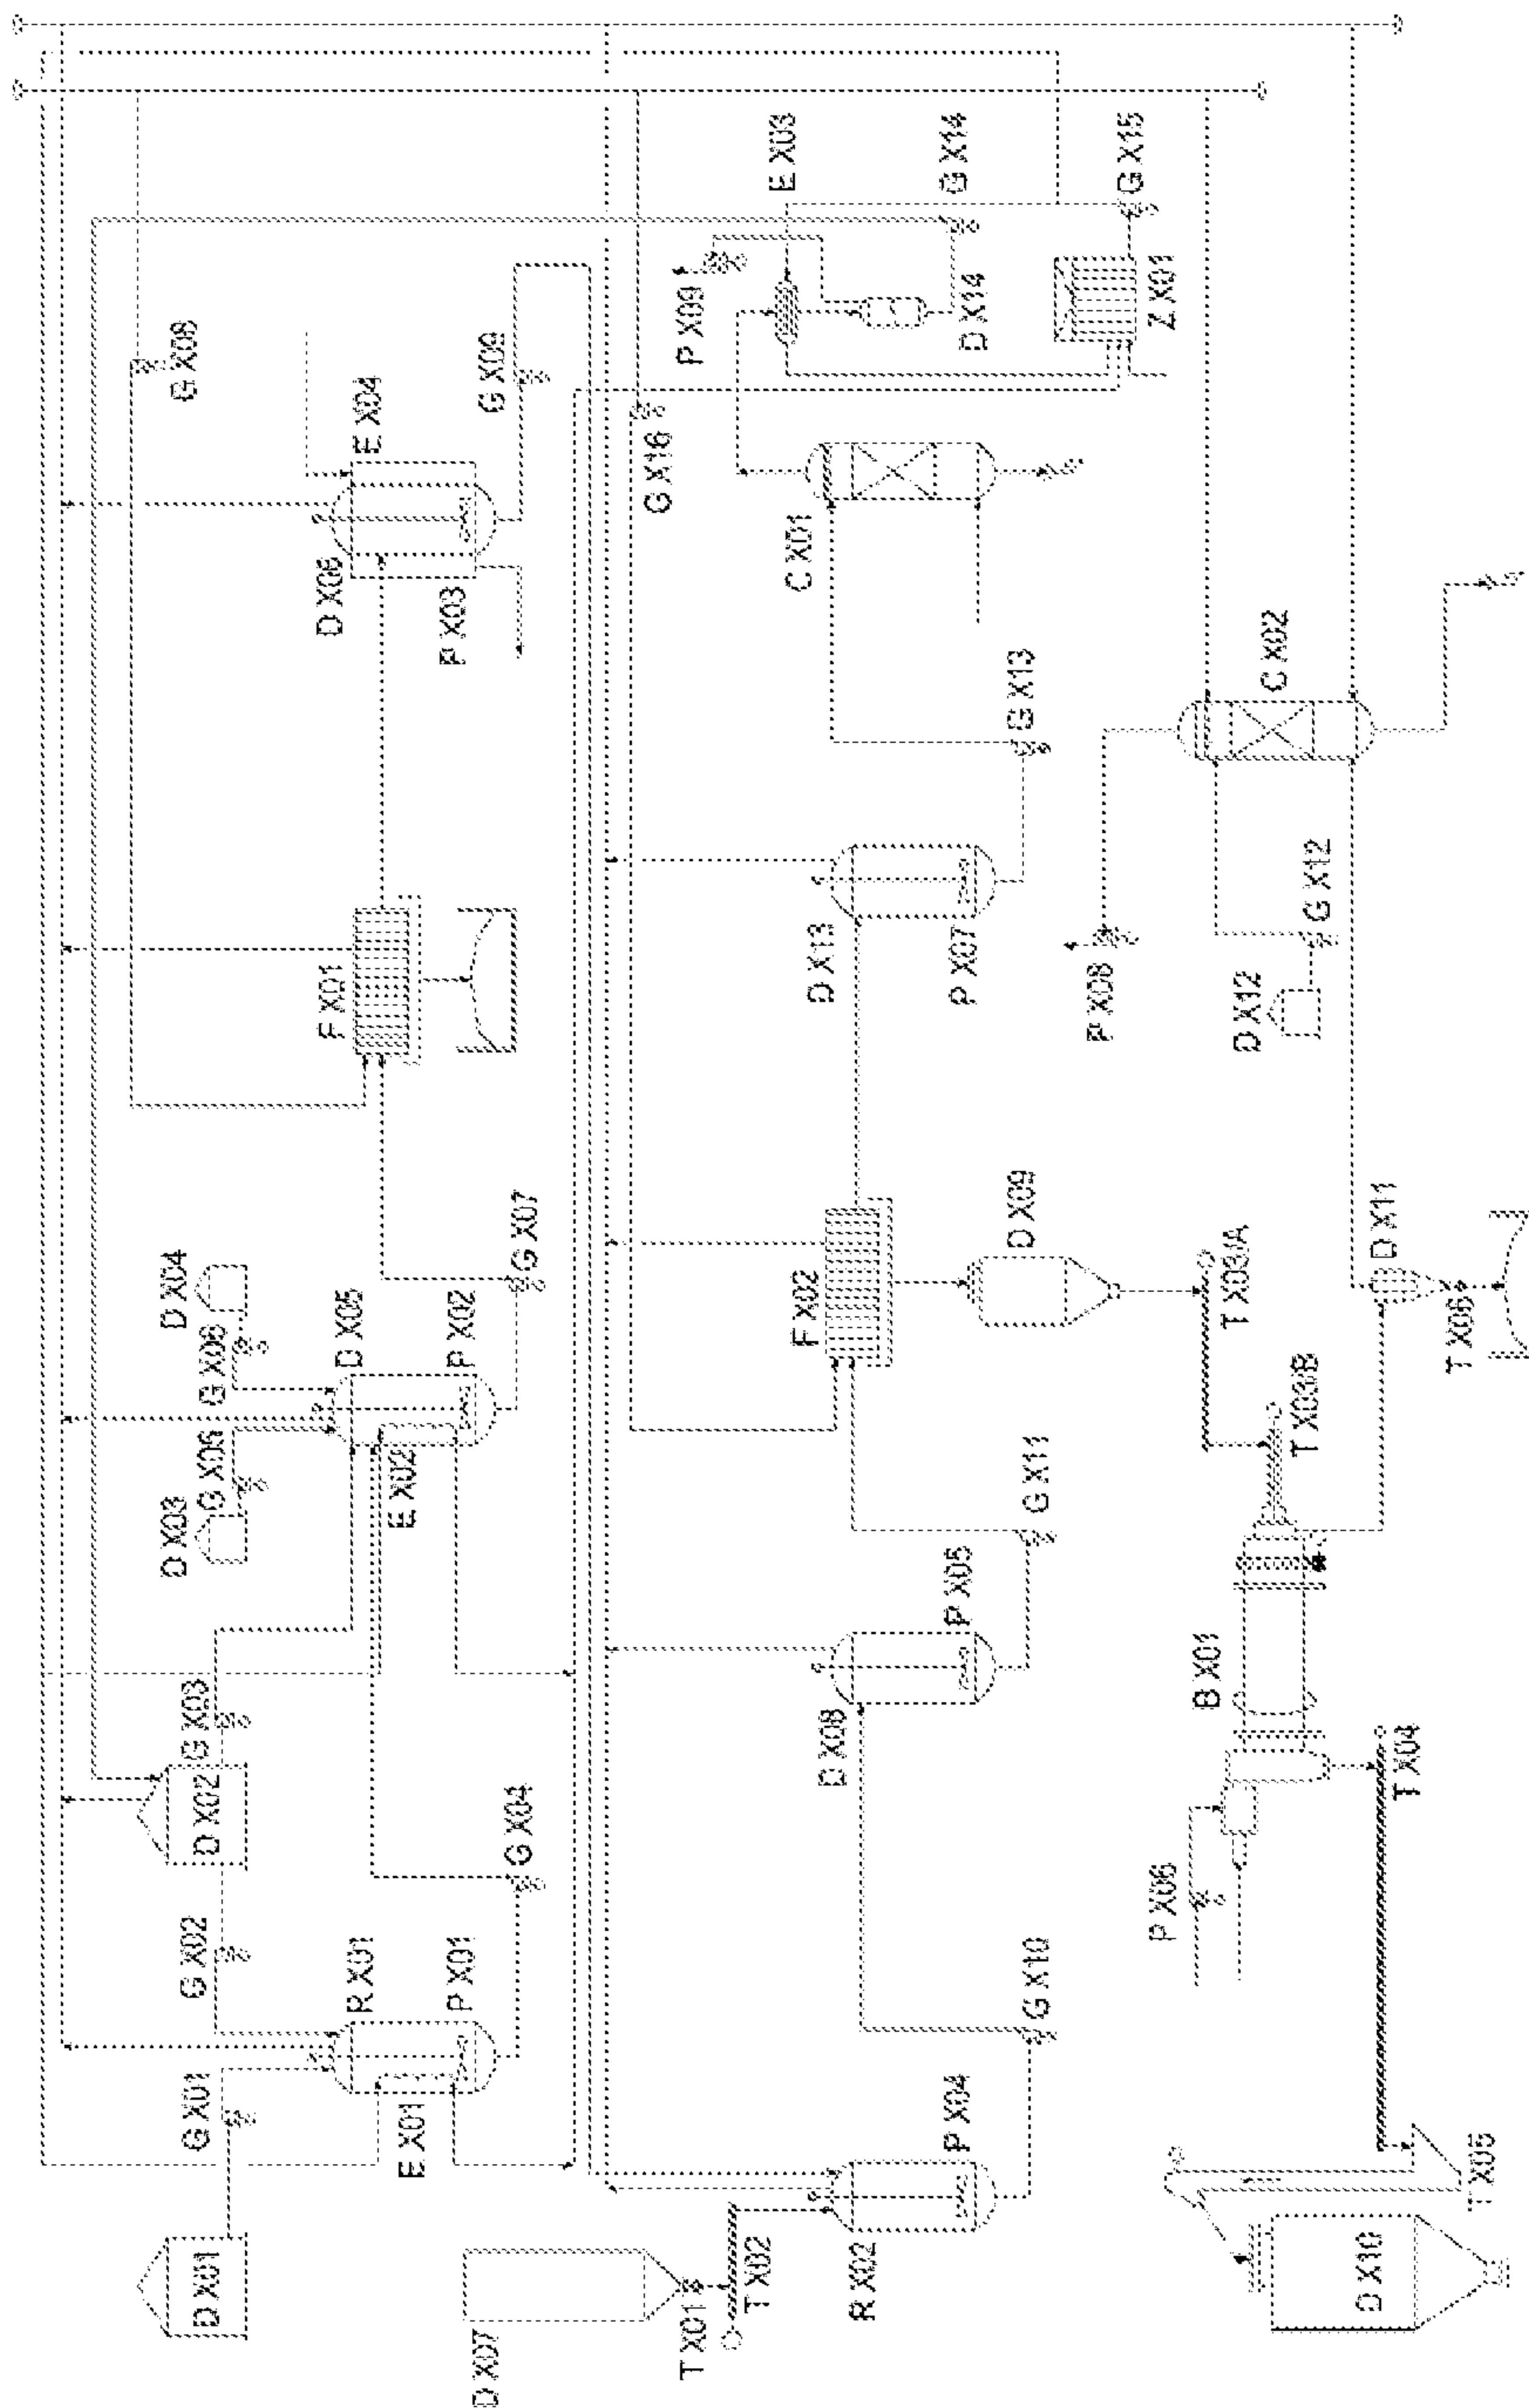 D X01
G X01
G X02
D X02
G X03
D X03
G X05
G X06
D X04
G X08
R X01
E X01
P X01
G X04
E X02
D X05
P X02
G X07
F X01
D X06
P X03
E X04
G X09
D X07
T X01
T X02
R X02
P X04
G X10
D X08
P X05
G X11
F X02
D X09
D X13
P X07
G X13
G X16
C X01
P X09
E X03
D X14
G X14
Z X01
G X15
D X10
T X05
T X04
P X06
B X01
T X03/B
T X03/A
D X11
T X06
D X12
G X12
P X08
C X02